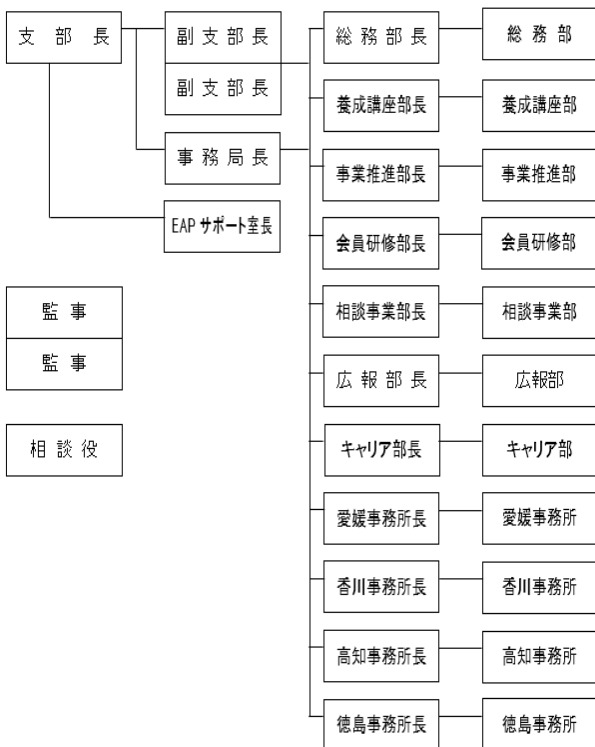 支部長
副支部長
副支部長
事務局長
EAPサポート室長
監事
監事
相談役
総務部長
総務部
養成講座部長
養成講座部
事業推進部長
事業推進部
会員研修部長
会員研修部
相談事業部長
相談事業部
広報部長
広報部
キャリア部長
キャリア部
愛媛事務所長
愛媛事務所
香川事務所長
香川事務所
高知事務所長
高知事務所
徳島事務所長
徳島事務所